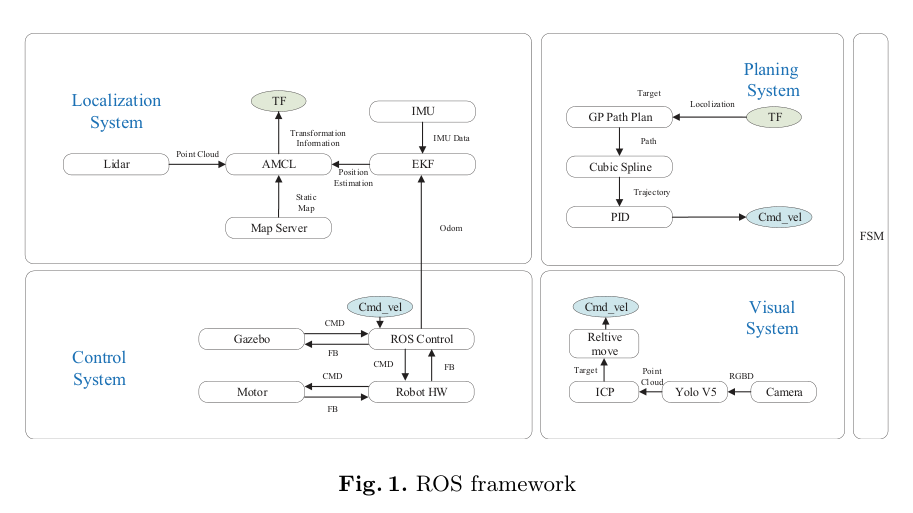 Localization
System
TF
IMU
Transformation
Information
IMU Data
Lidar
Point Cloud
AMCL
Position
Estimation
EKF
Static
Map
Map Server
Odom
Planing
System
Target
Locolization
GP Path Plan
TF
Path
Cubic Spline
Trajectory
PID
Cmd_vel
FSM
Control
System
Cmd_vel
Gazebo
CMD
FB
ROS Control
CMD
FB
Motor
CMD
FB
Robot HW
Visual
System
Cmd_vel
Reltive
move
Target
Point
Cloud
RGBD
ICP
Yolo V5
Camera
Fig. 1. ROS framework